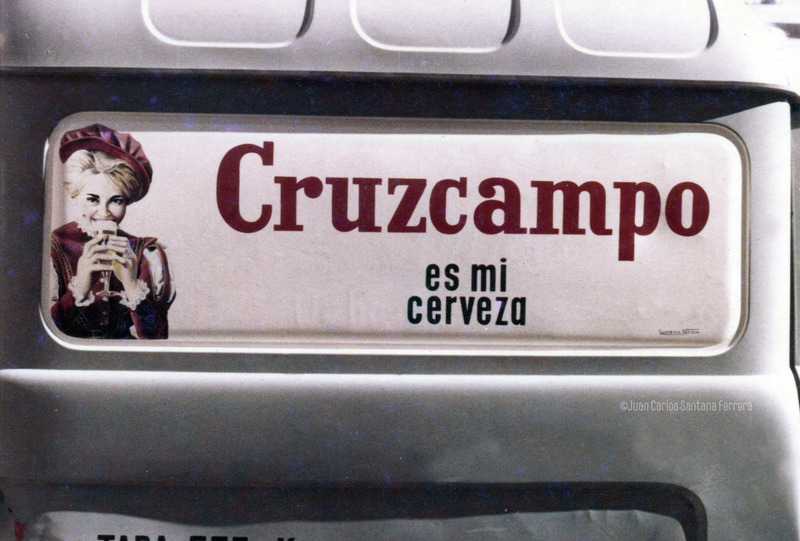 Cruzcampo
es mi
cerveza
©Juan Carlos Santana Ferrera